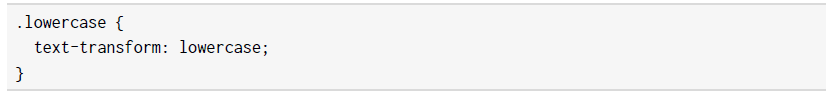 .lowercase {
  text-transform: lowercase;
}